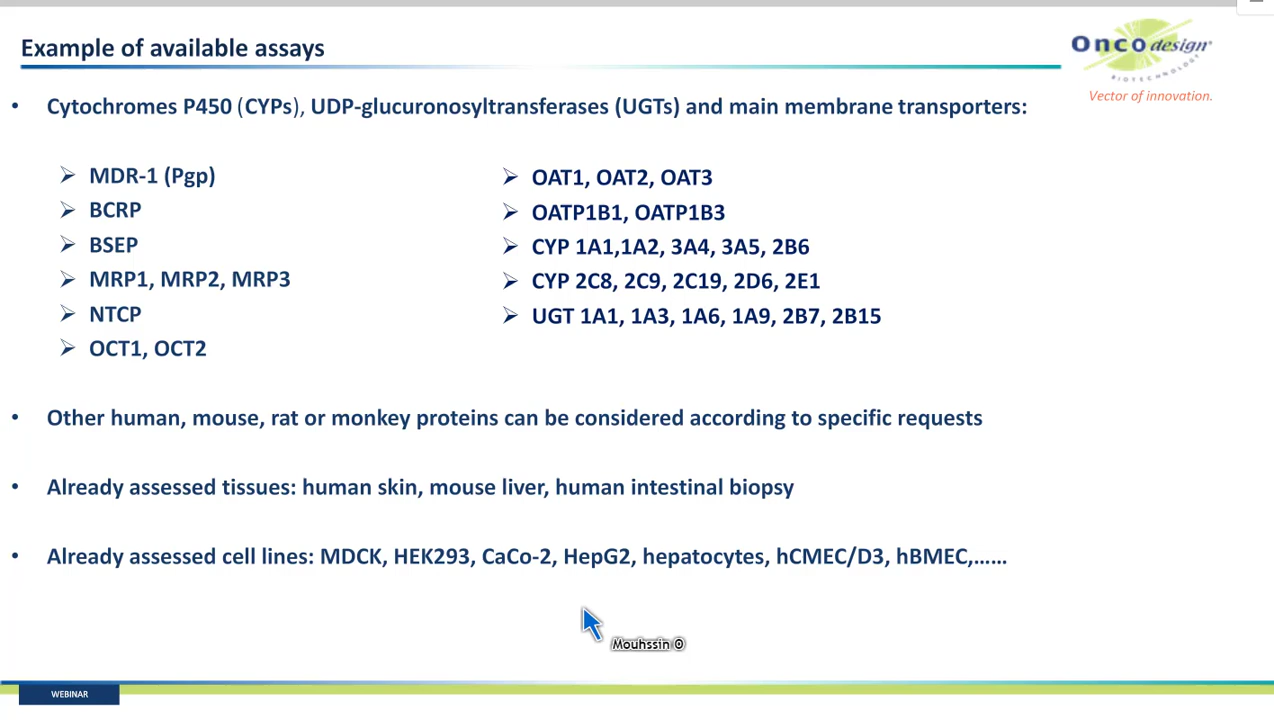 Example of available assays
Onco design
BIOTECHNOLOGY
Vector of innovation.
• Cytochromes P450 (CYPs), UDP-glucuronosyltransferases (UGTs) and main membrane transporters:
➢ MDR-1 (Pgp)
➢ BCRP
➢ BSEP
➢ MRP1, MRP2, MRP3
➢ NTCP
➢ OCT1, OCT2
➢ OAT1, OAT2, OAT3
➢ OATP1B1, OATP1B3
➢ CYP 1A1,1A2, 3A4, 3A5, 2B6
➢ CYP 2C8, 2C9, 2C19, 2D6, 2E1
➢ UGT 1A1, 1A3, 1A6, 1A9, 2B7, 2B15
• Other human, mouse, rat or monkey proteins can be considered according to specific requests
• Already assessed tissues: human skin, mouse liver, human intestinal biopsy
• Already assessed cell lines: MDCK, HEK293, CaCo-2, HepG2, hepatocytes, hCMEC/D3, hBMEC,……
Mouhssin
WEBINAR